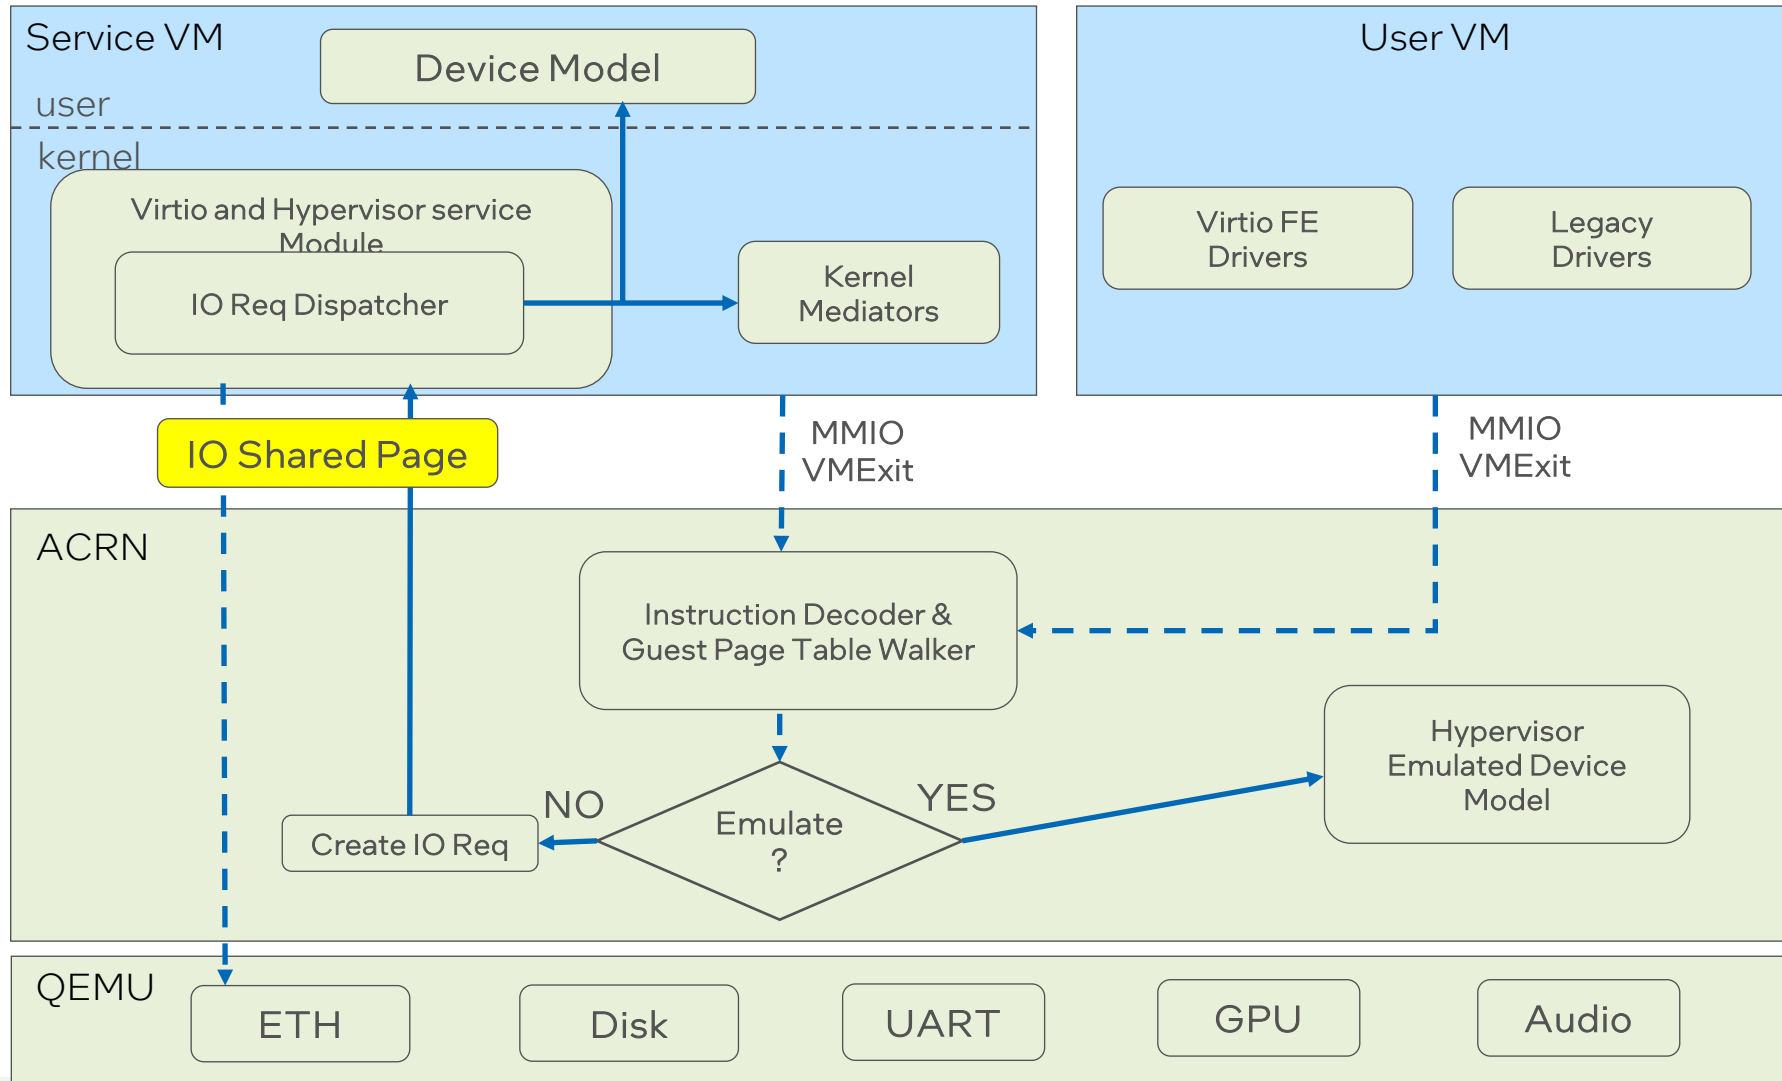 Service VM
Device Model
user
kernel
Virtio and Hypervisor service
Module
IO Req Dispatcher
Kernel
Mediators
User VM
Virtio FE
Drivers
Legacy
Drivers
IO Shared Page
MMIO
VMExit
MMIO
VMExit
ACRN
Instruction Decoder &
Guest Page Table Walker
Hypervisor
Emulated Device
Model
NO
YES
Create IO Req
Emulate
?
QEMU
ETH
Disk
UART
GPU
Audio